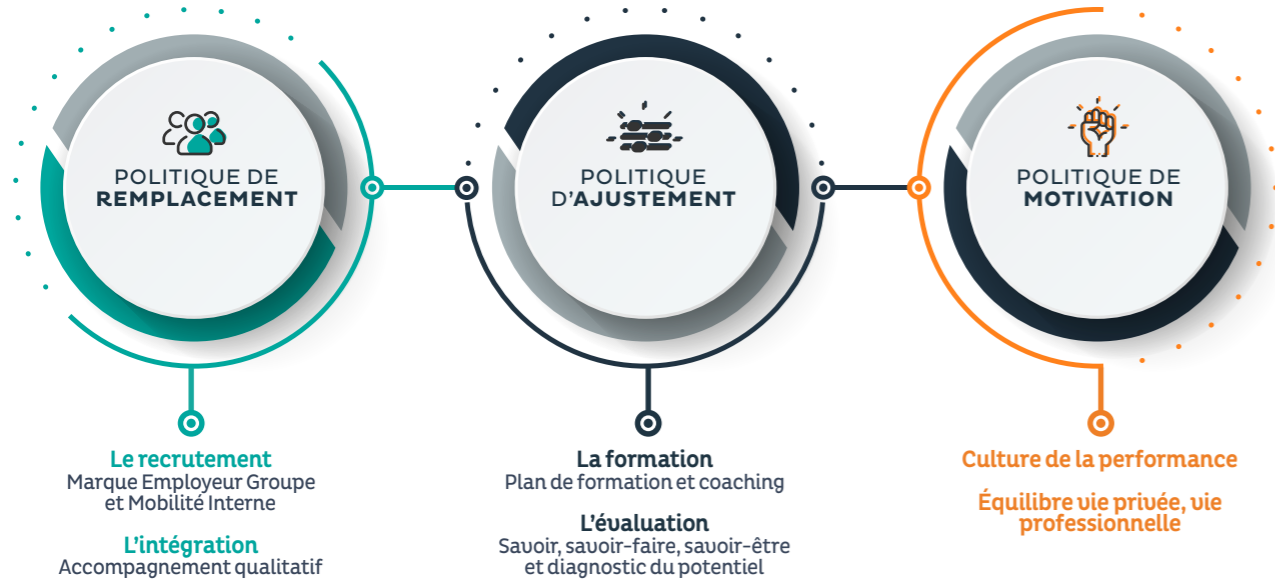 POLITIQUE DE
REMPLACEMENT
Le recrutement
Marque Employeur Groupe
et Mobilité Interne
L'intégration
Accompagnement qualitatif
POLITIQUE
D'AJUSTEMENT
La formation
Plan de formation et coaching
L'évaluation
Savoir, savoir-faire, savoir-être
et diagnostic du potentiel
POLITIQUE DE
MOTIVATION
Culture de la performance
Équilibre vie privée, vie
professionnelle